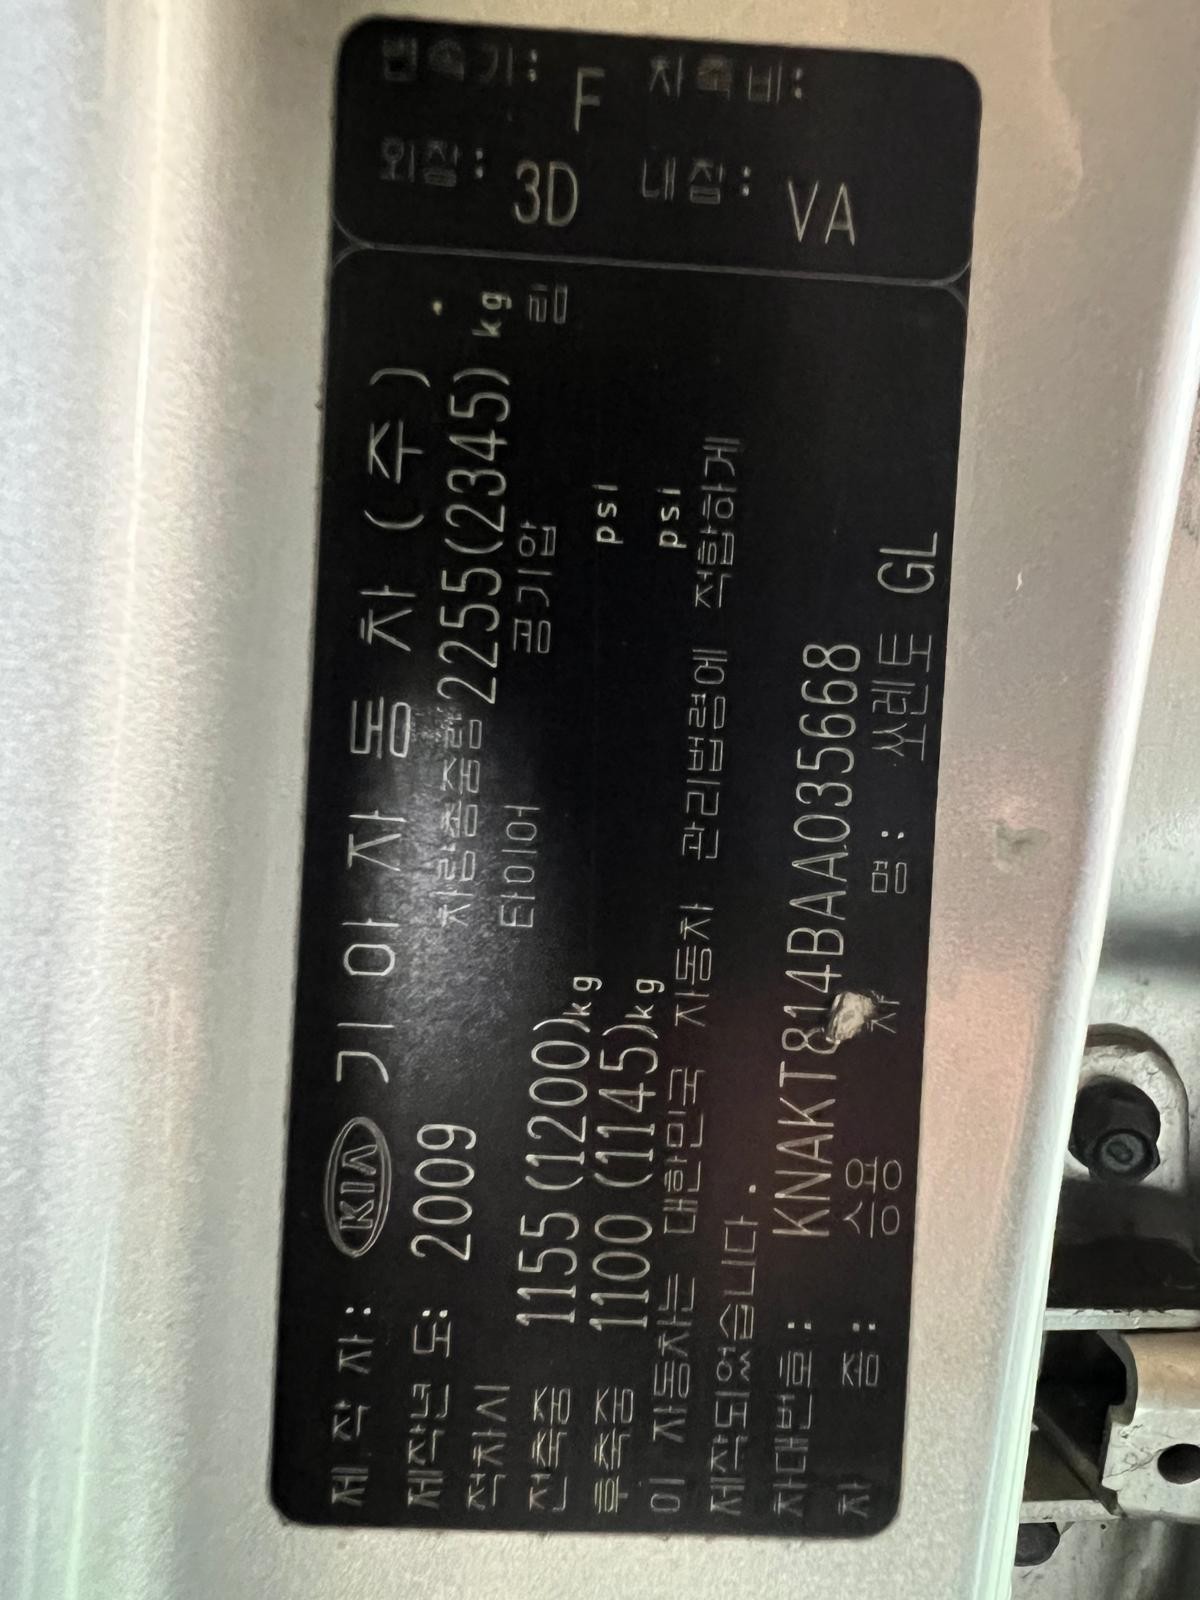 제 작 자 : KIA 기아자동차 (주)
제작년 도: 2009 차량총중량 2255(2345) kg
적차시 타이어 공기압 림
전축중 1155 (1200)kg psi
후축중 1100 (1145)kg psi
이 자동차는 대한민국 자동차 관리법령에 적합하게
제작되었습니다.
차대번호 : KNAKT814BAA035668
차 종 : 승용 차 명 : 쏘렌토 GL
변속기: F 차축비:
외장: 3D 내장: VA